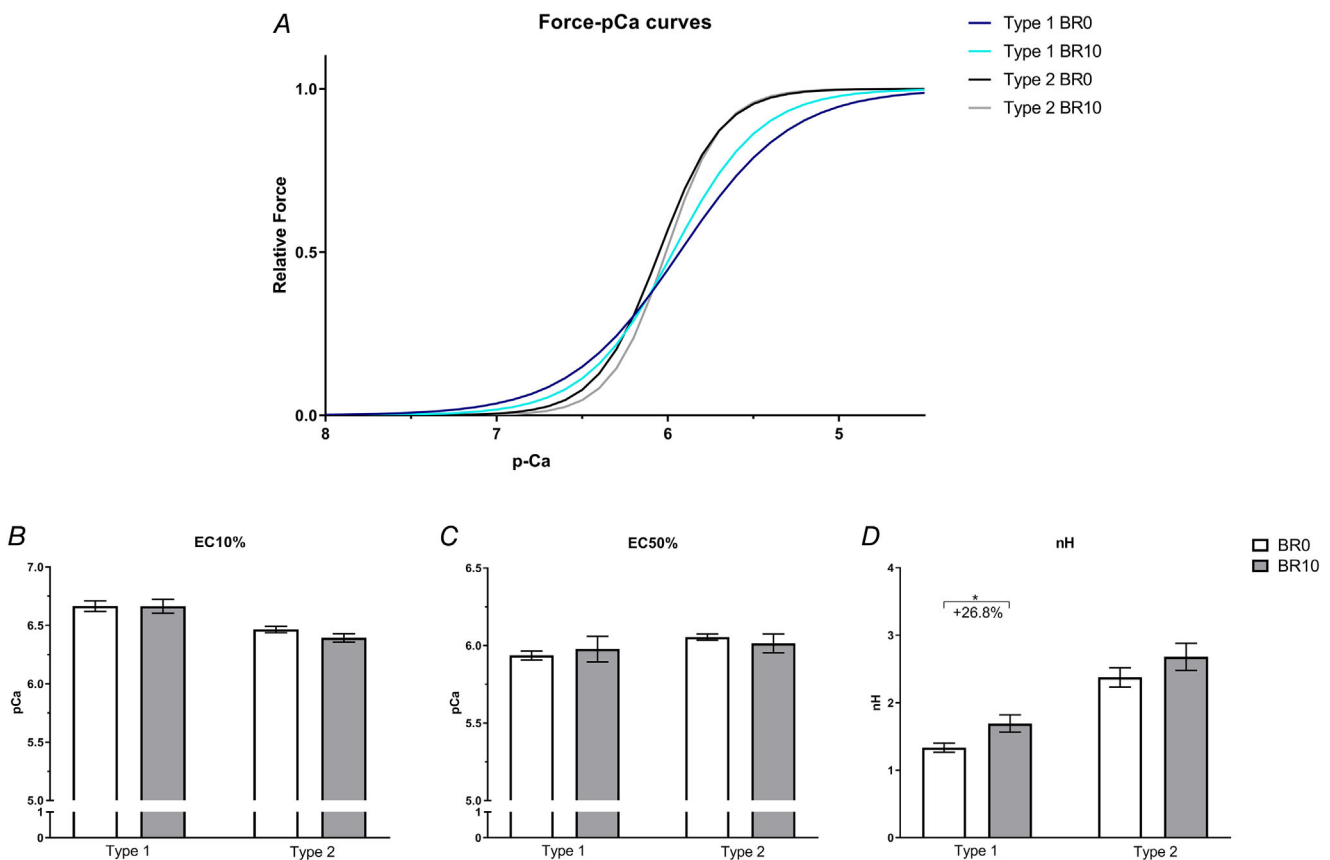 A
Force-pCa curves
Type 1 BR0
Type 1 BR10
Type 2 BR0
Type 2 BR10
Relative Force
1.0
0.5
0.0
8 7 6 5
p-Ca
B
EC10%
pCa
7.0
6.5
6.0
5.5
5.0
1
0
Type 1 Type 2
C
EC50%
pCa
6.5
6.0
5.5
5.0
1
0
Type 1 Type 2
D
nH
nH
4
3
2
1
0
*
+26.8%
Type 1 Type 2
BR0
BR10